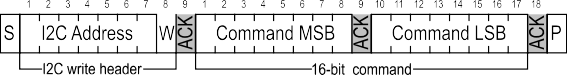 1 2 3 4 5 6 7 8 9 1 2 3 4 5 6 7 8 9 10 11 12 13 14 15 16 17 18
S I2C Address W ACK Command MSB ACK Command LSB ACK P
I2C write header 16-bit command